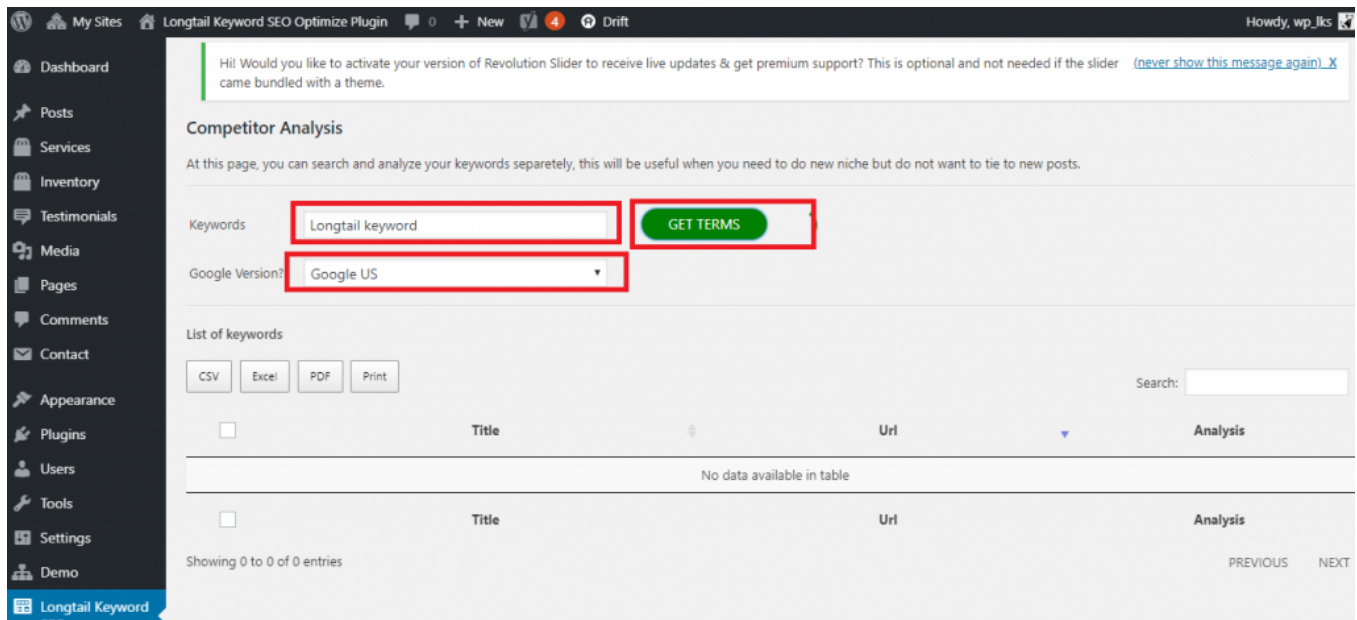 My Sites Longtail Keyword SEO Optimize Plugin 0 New 4 Drift Howdy, wp_lks
Dashboard
Posts
Services
Inventory
Testimonials
Media
Pages
Comments
Contact
Appearance
Plugins
Users
Tools
Settings
Demo
Longtail Keyword
Hi! Would you like to activate your version of Revolution Slider to receive live updates & get premium support? This is optional and not needed if the slider (never show this message again) X
came bundled with a theme.
Competitor Analysis
At this page, you can search and analyze your keywords separetely, this will be useful when you need to do new niche but do not want to tie to new posts.
Keywords Longtail keyword GET TERMS
Google Version? Google US
List of keywords
CSV Excel PDF Print
Search:
Title Url Analysis
No data available in table
Title Url Analysis
Showing 0 to 0 of 0 entries PREVIOUS NEXT